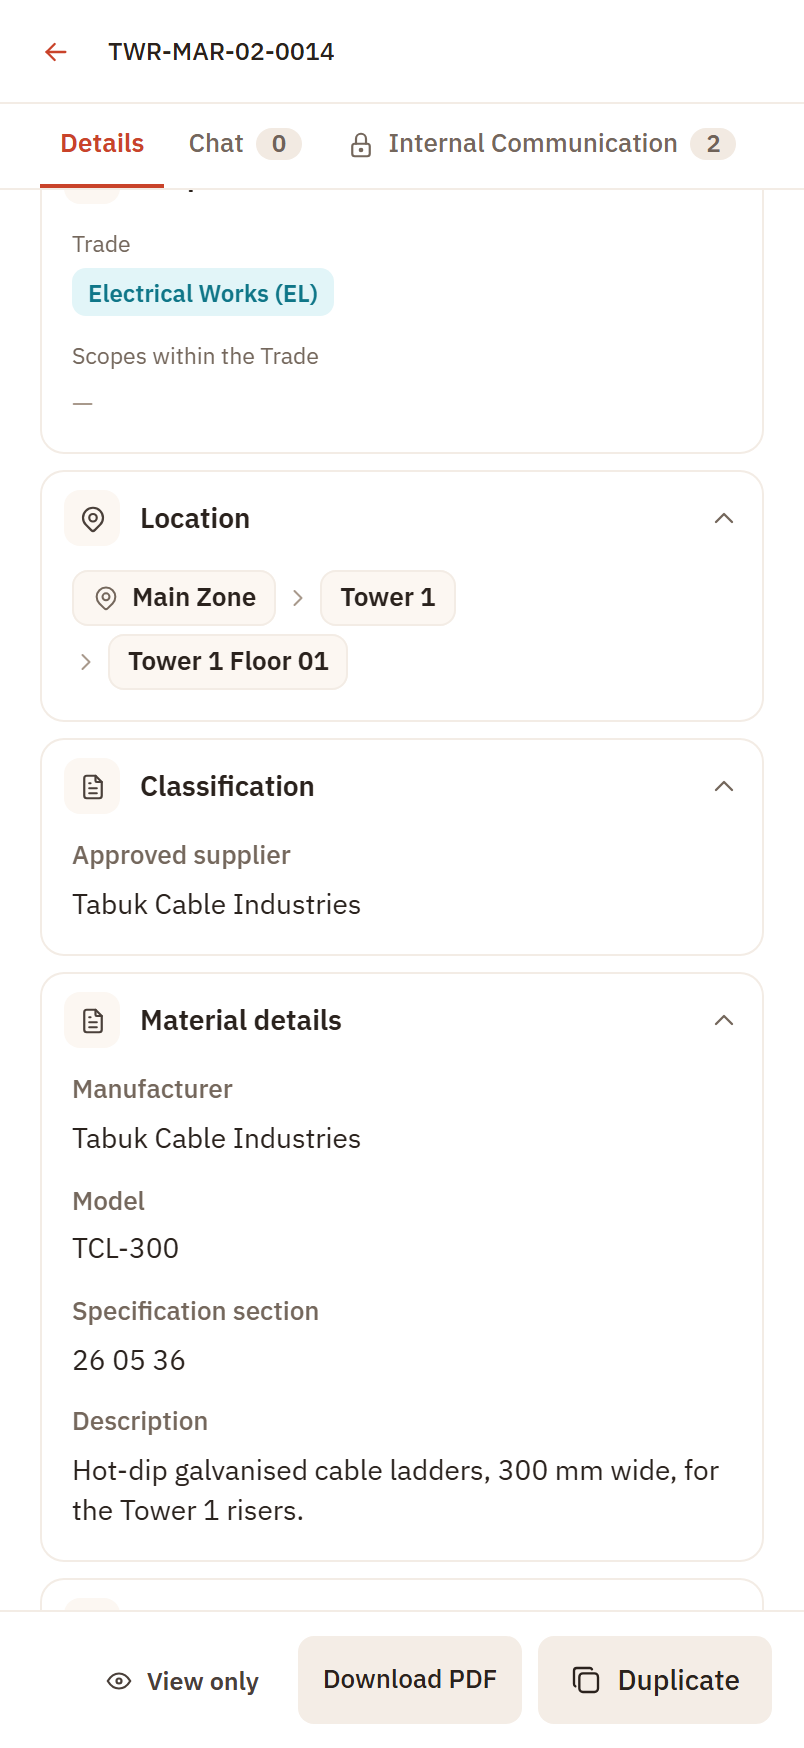 TWR-MAR-02-0014
Details
Chat 0
Internal Communication 2
Trade
Electrical Works (EL)
Scopes within the Trade
—
Location
Main Zone > Tower 1
> Tower 1 Floor 01
Classification
Approved supplier
Tabuk Cable Industries
Material details
Manufacturer
Tabuk Cable Industries
Model
TCL-300
Specification section
26 05 36
Description
Hot-dip galvanised cable ladders, 300 mm wide, for
the Tower 1 risers.
View only
Download PDF
Duplicate